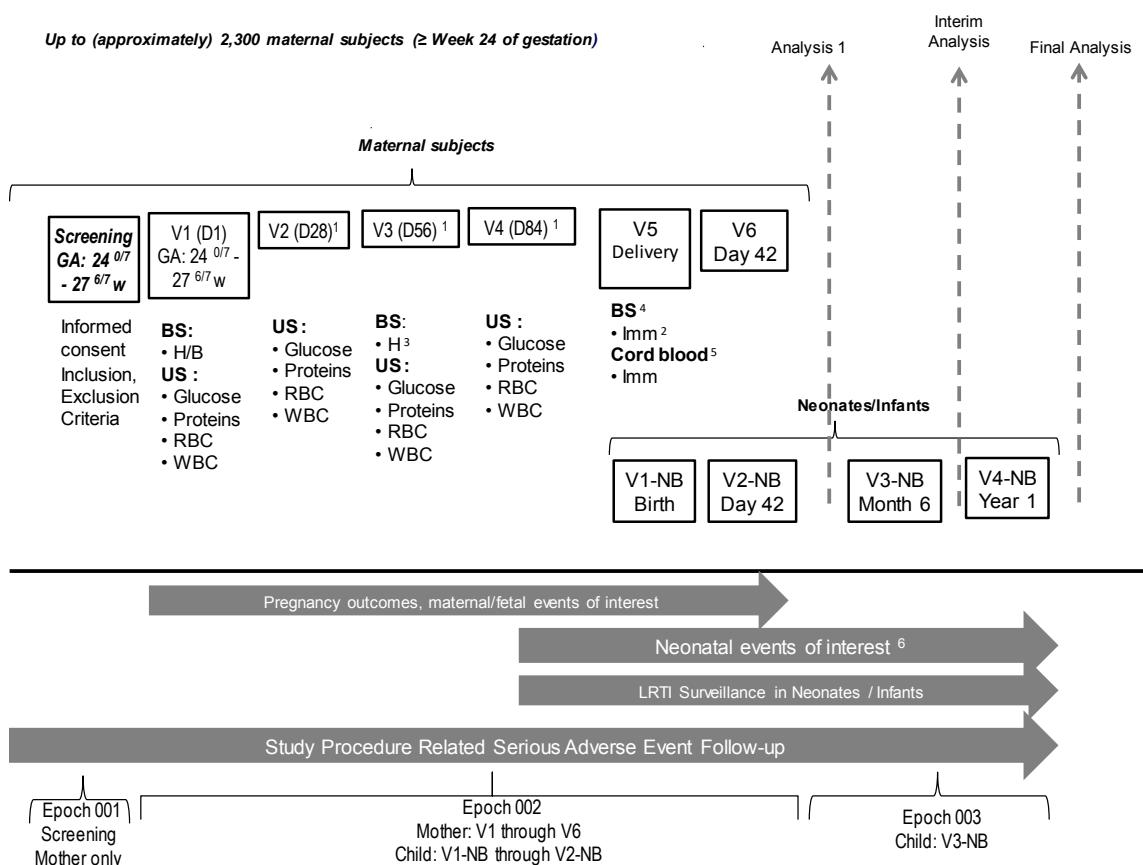 Up to (approximately) 2,300 maternal subjects (≥ Week 24 of gestation)
Analysis 1
Interim
Analysis
Final Analysis
Maternal subjects
Screening
GA: 24 0/7
- 27 6/7 w
V1 (D1)
GA: 24 0/7 -
27 6/7 w
V2 (D28)1
V3 (D56) 1
V4 (D84) 1
V5
Delivery
V6
Day 42
Informed
consent
Inclusion,
Exclusion
Criteria
BS:
• H/B
US :
• Glucose
• Proteins
• RBC
• WBC
US :
• Glucose
• Proteins
• RBC
• WBC
BS:
• H 3
US :
• Glucose
• Proteins
• RBC
• WBC
US :
• Glucose
• Proteins
• RBC
• WBC
BS 4
• Imm 2
Cord blood 5
• Imm
Neonates/Infants
V1-NB
Birth
V2-NB
Day 42
V3-NB
Month 6
V4-NB
Year 1
Pregnancy outcomes, maternal/fetal events of interest
Neonatal events of interest 6
LRTI Surveillance in Neonates / Infants
Study Procedure Related Serious Adverse Event Follow-up
Epoch 001
Screening
Mother only
Epoch 002
Mother: V1 through V6
Child: V1-NB through V2-NB
Epoch 003
Child: V3-NB